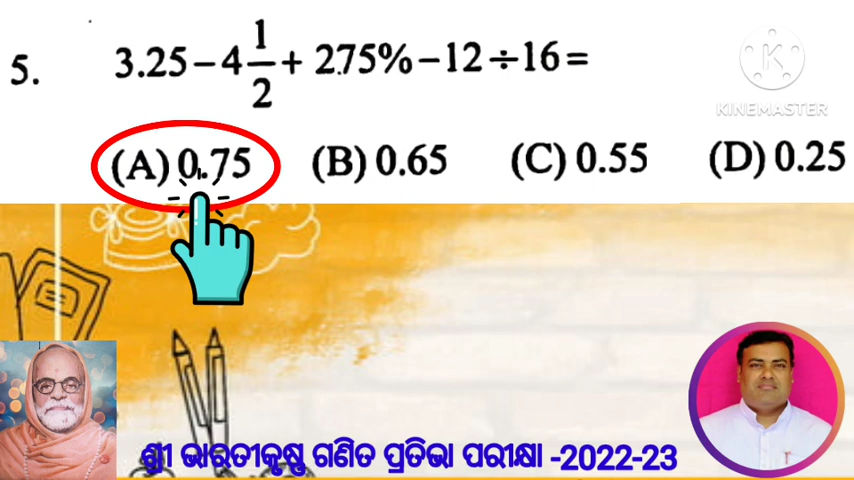 5. 3.25 – 4 1/2 + 275% – 12 ÷ 16 =
KINEMASTER
(A) 0.75 (B) 0.65 (C) 0.55 (D) 0.25
ଶ୍ରୀ ଭାରତୀକୃଷ୍ଣ ଗଣିତ ପ୍ରତିଭା ପରୀକ୍ଷା -2022-23